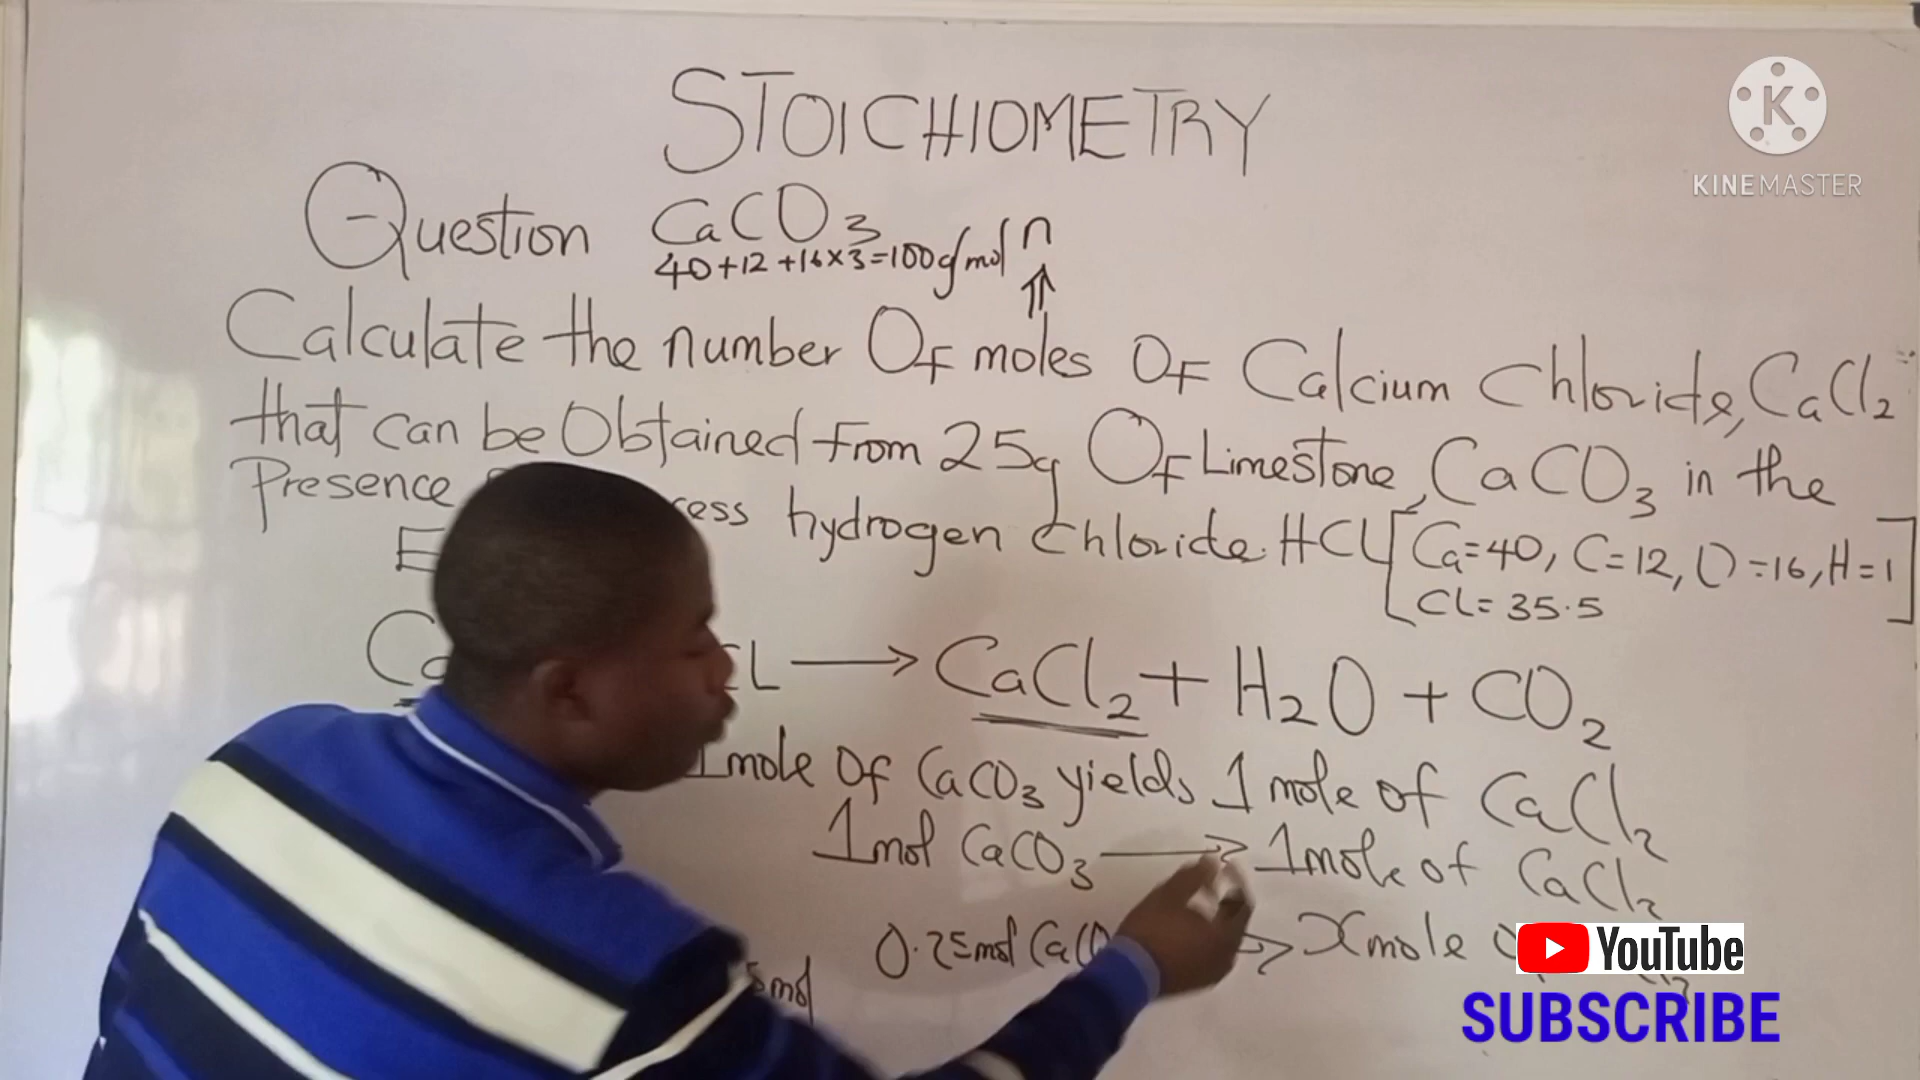 STOICHIOMETRY
KINEMASTER
Question CaCO3 n
40+12+16×3=100g/mol
Calculate the number Of moles OF Calcium Chloride, CaCl2
that can be Obtained From 25g OF Limestone, CaCO3 in the
Presence hydrogen Chloride HCL [Ca=40, C=12, O=16, H=1
CL=35.5]
CL → CaCl2 + H2O + CO2
1mole Of CaCO3 yields 1 mole of CaCl2
1mol CaCO3 → 1mole of CaCl2
0.25mol → X mole
5mol
YouTube
SUBSCRIBE